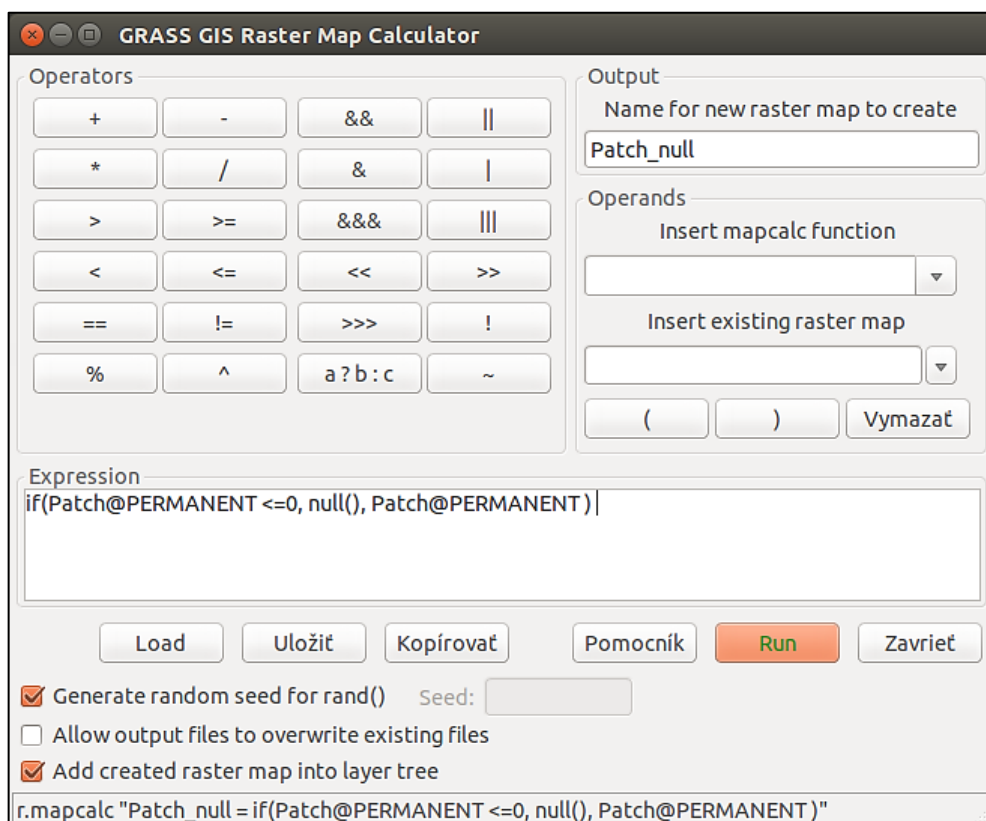 GRASS GIS Raster Map Calculator
Operators
+ - && ||
* / & |
> >= &&& |||
< <= << >>
== != >>> !
% ^ a ? b : c ~
Output
Name for new raster map to create
Patch_null
Operands
Insert mapcalc function
Insert existing raster map
( ) Vymazať
Expression
if(Patch@PERMANENT <=0, null(), Patch@PERMANENT )
Load Uložiť Kopírovať Pomocník Run Zavrieť
Generate random seed for rand() Seed:
Allow output files to overwrite existing files
Add created raster map into layer tree
r.mapcalc "Patch_null = if(Patch@PERMANENT <=0, null(), Patch@PERMANENT )"